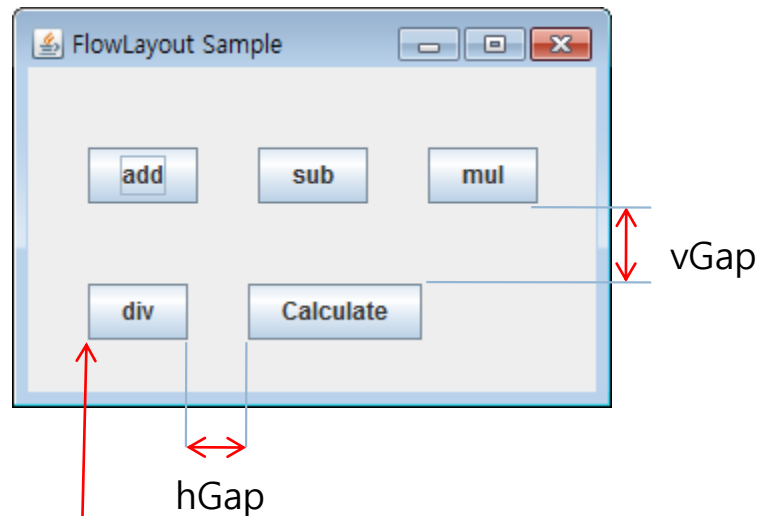 FlowLayout Sample
add sub mul
vGap
div Calculate
hGap